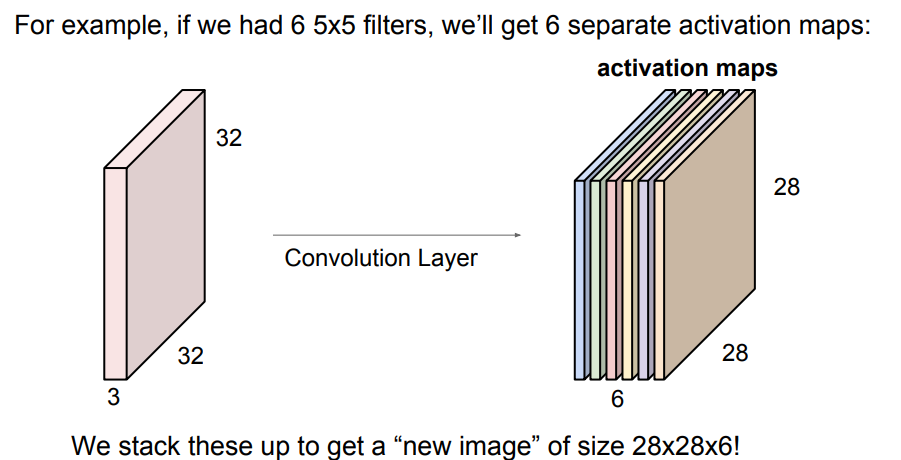 For example, if we had 6 5x5 filters, we’ll get 6 separate activation maps:
activation maps
32
28
Convolution Layer
32
28
3
6
We stack these up to get a “new image” of size 28x28x6!